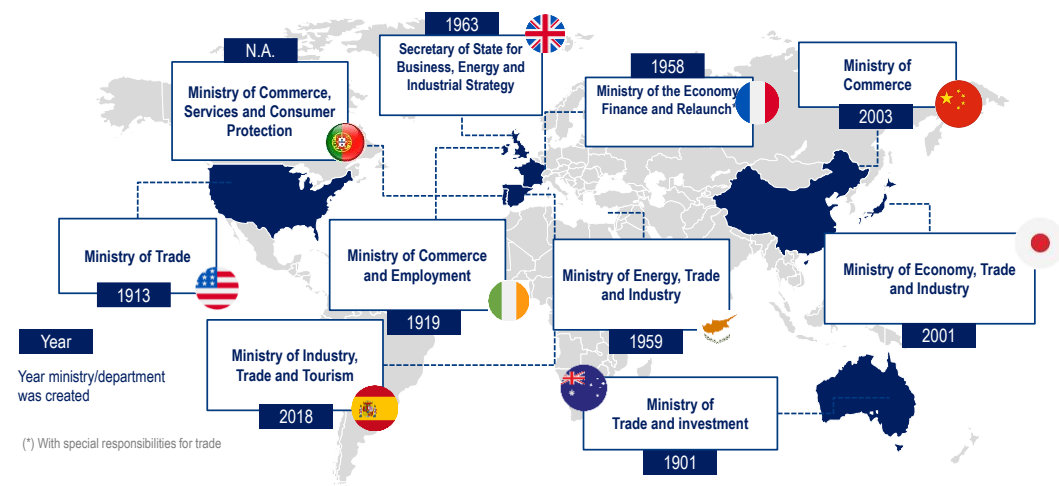 1963
Secretary of State for
Business, Energy and
Industrial Strategy
N.A.
Ministry of Commerce,
Services and Consumer
Protection
1958
Ministry of the Economy
Finance and Relaunch*
Ministry of
Commerce
2003
Ministry of Trade
1913
Ministry of Commerce
and Employment
1919
Ministry of Energy, Trade
and Industry
1959
Ministry of Economy, Trade
and Industry
2001
Year
Year ministry/department
was created
Ministry of Industry,
Trade and Tourism
2018
Ministry of
Trade and investment
1901
(*) With special responsibilities for trade